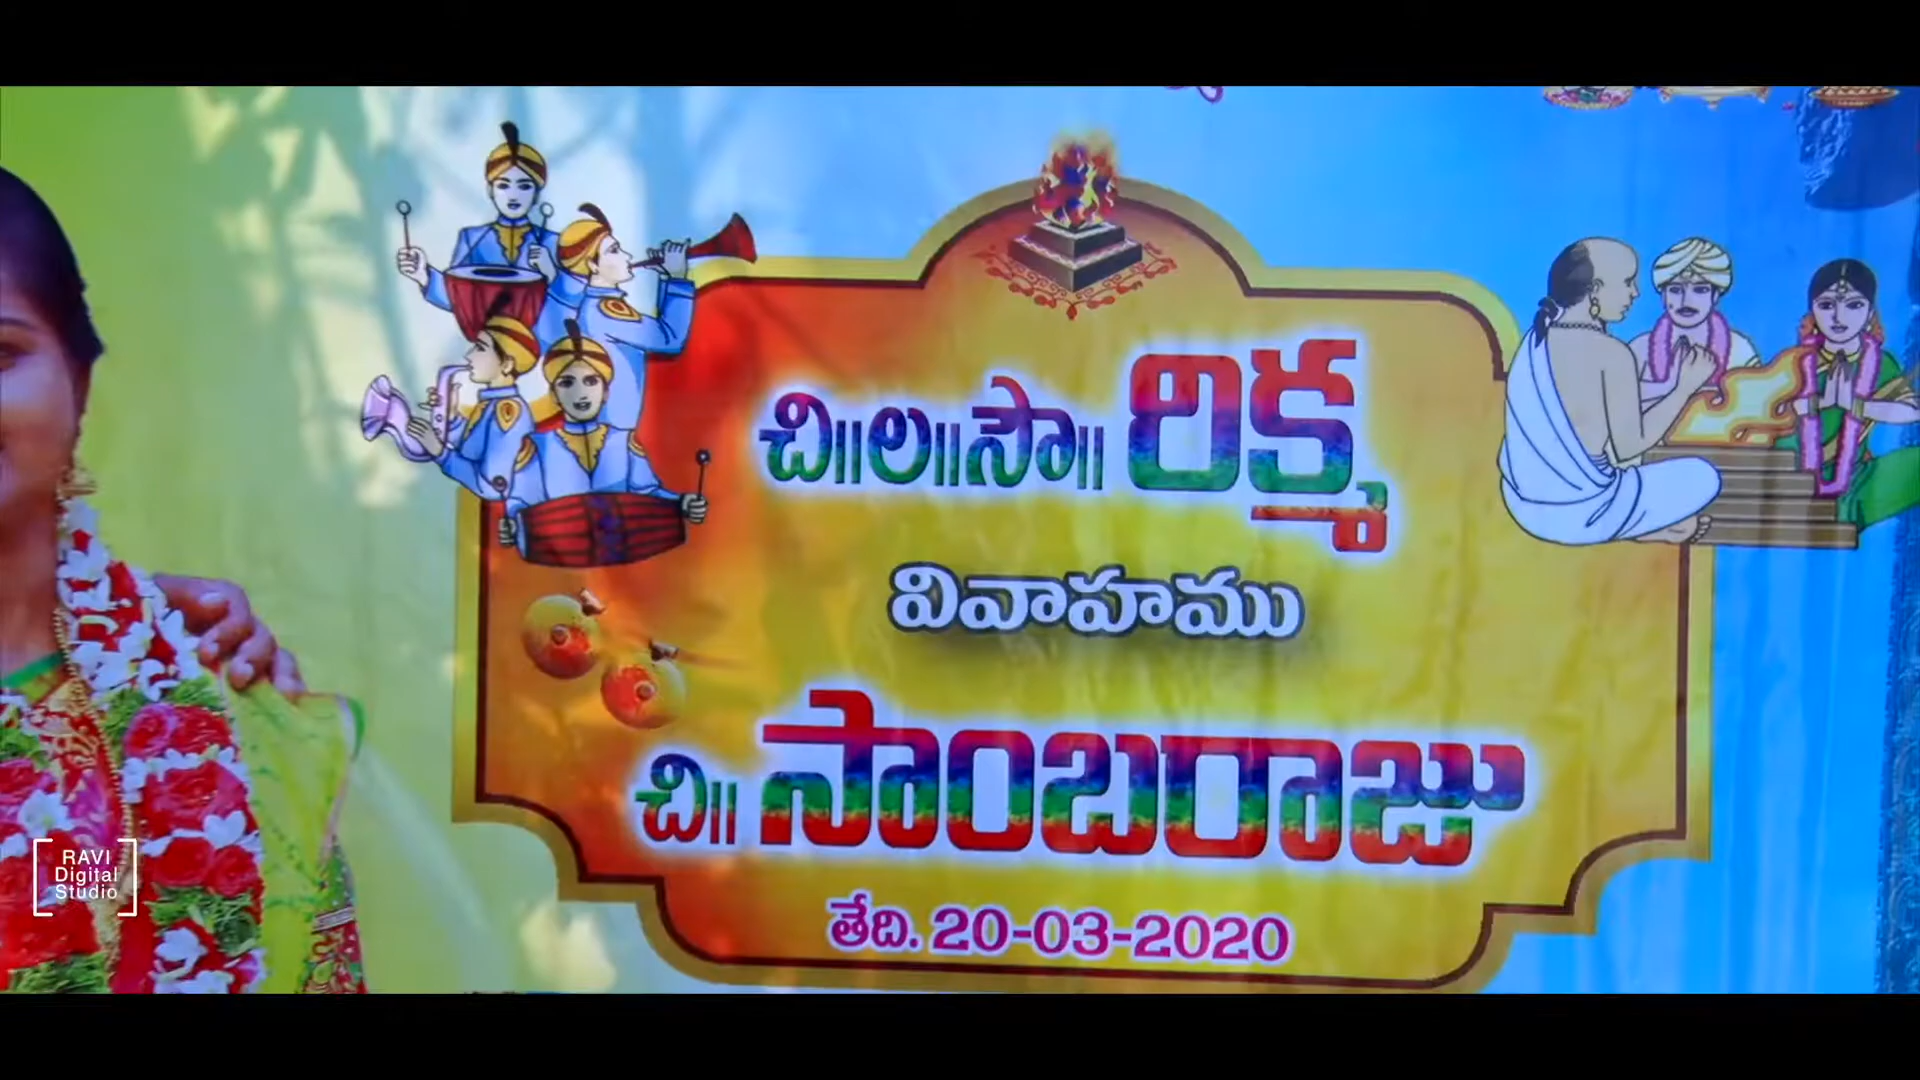 చి॥ల॥సౌ॥ రిక్మ
వివాహము
చి॥ సాంబరాజు
తేది. 20-03-2020
RAVI
Digital
Studio